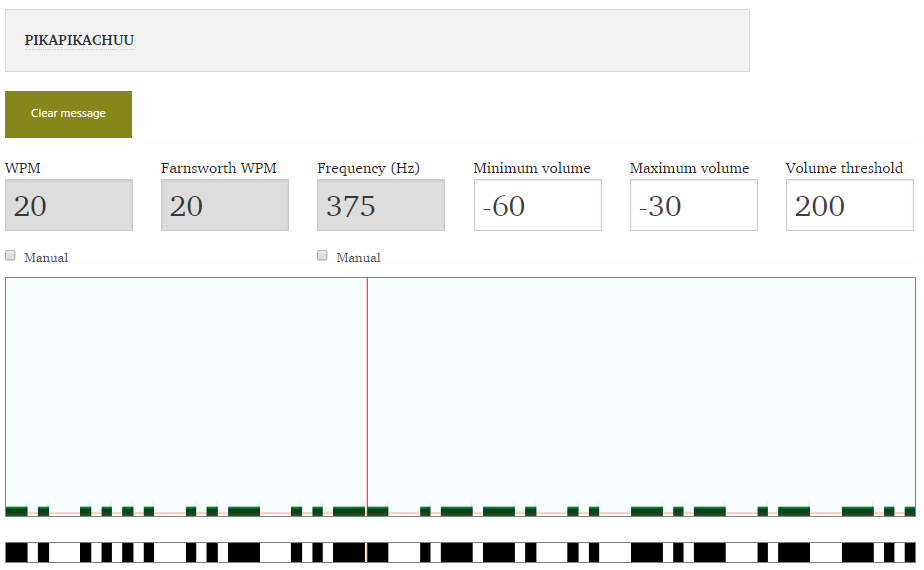 PIKAPIKACHUU
Clear message
WPM Farnsworth WPM Frequency (Hz) Minimum volume Maximum volume Volume threshold
20 20 375 -60 -30 200
Manual Manual